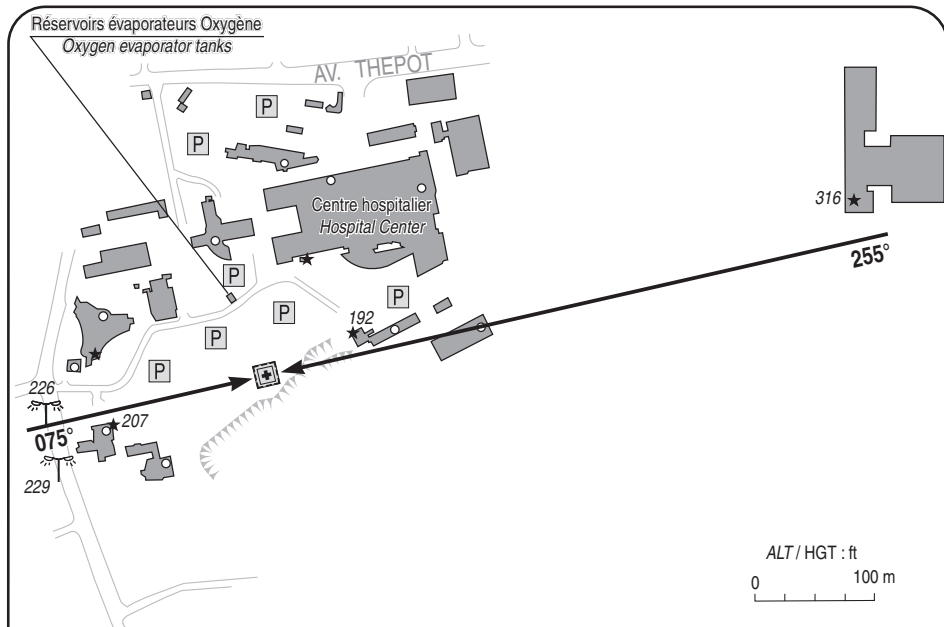 Réservoirs évaporateurs Oxygène
Oxygen evaporator tanks
AV. THEPOT
P
P
316
Centre hospitalier
Hospital Center
255°
P
P
P
192
P
P
226
207
075°
229
ALT / HGT : ft
0 100 m